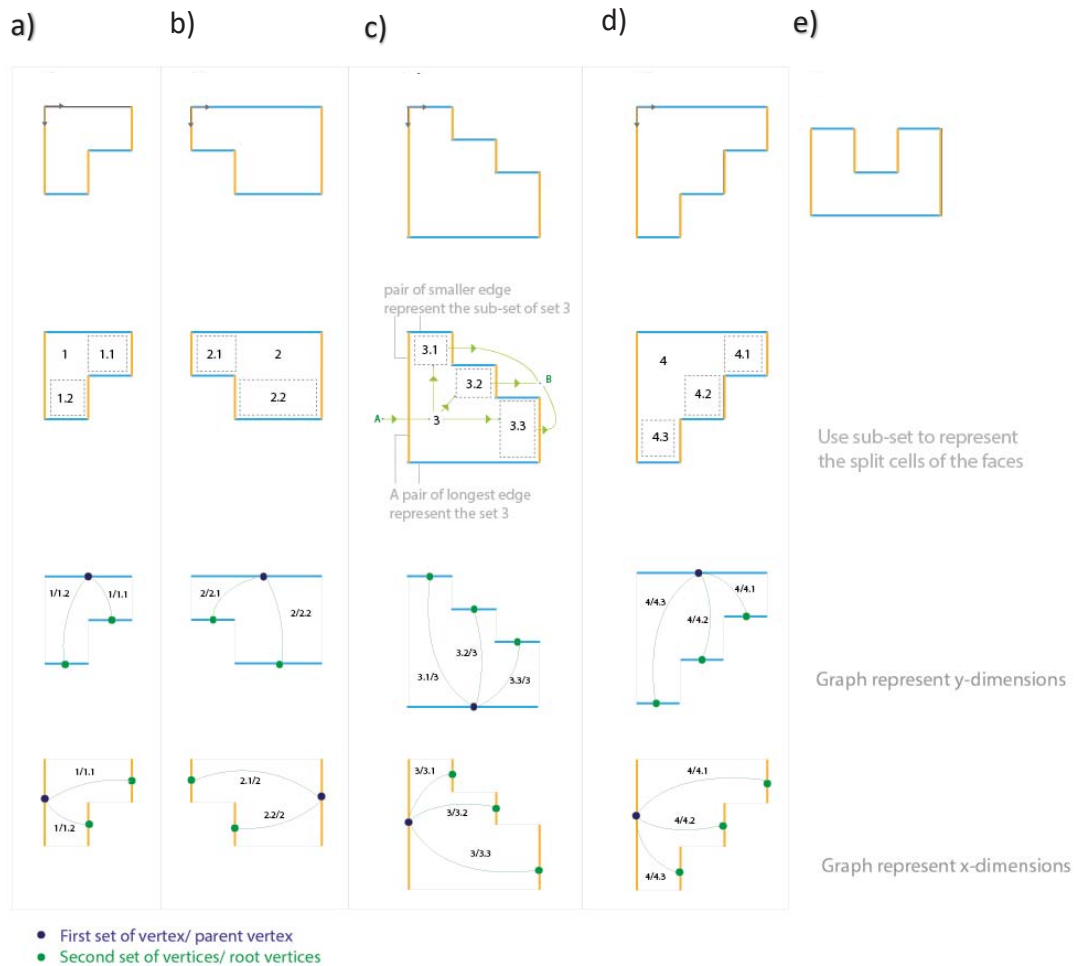 a)
b)
c)
d)
e)
pair of smaller edge
represent the sub-set of set 3
1
1.1
1.2
2.1
2
2.2
3.1
3.2
B
A
3
3.3
4
4.1
4.2
4.3
Use sub-set to represent
the split cells of the faces
A pair of longest edge
represent the set 3
1/1.2
1/1.1
2/2.1
2/2.2
3.1/3
3.2/3
3.3/3
4/4.3
4/4.2
4/4.1
Graph represent y-dimensions
1/1.1
1/1.2
2.1/2
2.2/2
3/3.1
3/3.2
3/3.3
4/4.1
4/4.2
4/4.3
Graph represent x-dimensions
First set of vertex/ parent vertex
Second set of vertices/ root vertices